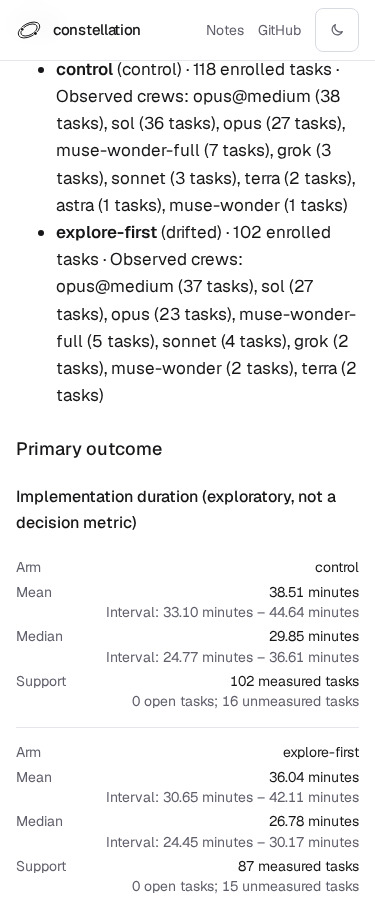 constellation
Notes GitHub
control (control) · 118 enrolled tasks ·
Observed crews: opus@medium (38
tasks), sol (36 tasks), opus (27 tasks),
muse-wonder-full (7 tasks), grok (3
tasks), sonnet (3 tasks), terra (2 tasks),
astra (1 tasks), muse-wonder (1 tasks)
explore-first (drifted) · 102 enrolled
tasks · Observed crews:
opus@medium (37 tasks), sol (27
tasks), opus (23 tasks), muse-wonder-
full (5 tasks), sonnet (4 tasks), grok (2
tasks), muse-wonder (2 tasks), terra (2
tasks)
Primary outcome
Implementation duration (exploratory, not a
decision metric)
Arm control
Mean 38.51 minutes
Interval: 33.10 minutes – 44.64 minutes
Median 29.85 minutes
Interval: 24.77 minutes – 36.61 minutes
Support 102 measured tasks
0 open tasks; 16 unmeasured tasks
Arm explore-first
Mean 36.04 minutes
Interval: 30.65 minutes – 42.11 minutes
Median 26.78 minutes
Interval: 24.45 minutes – 30.17 minutes
Support 87 measured tasks
0 open tasks; 15 unmeasured tasks